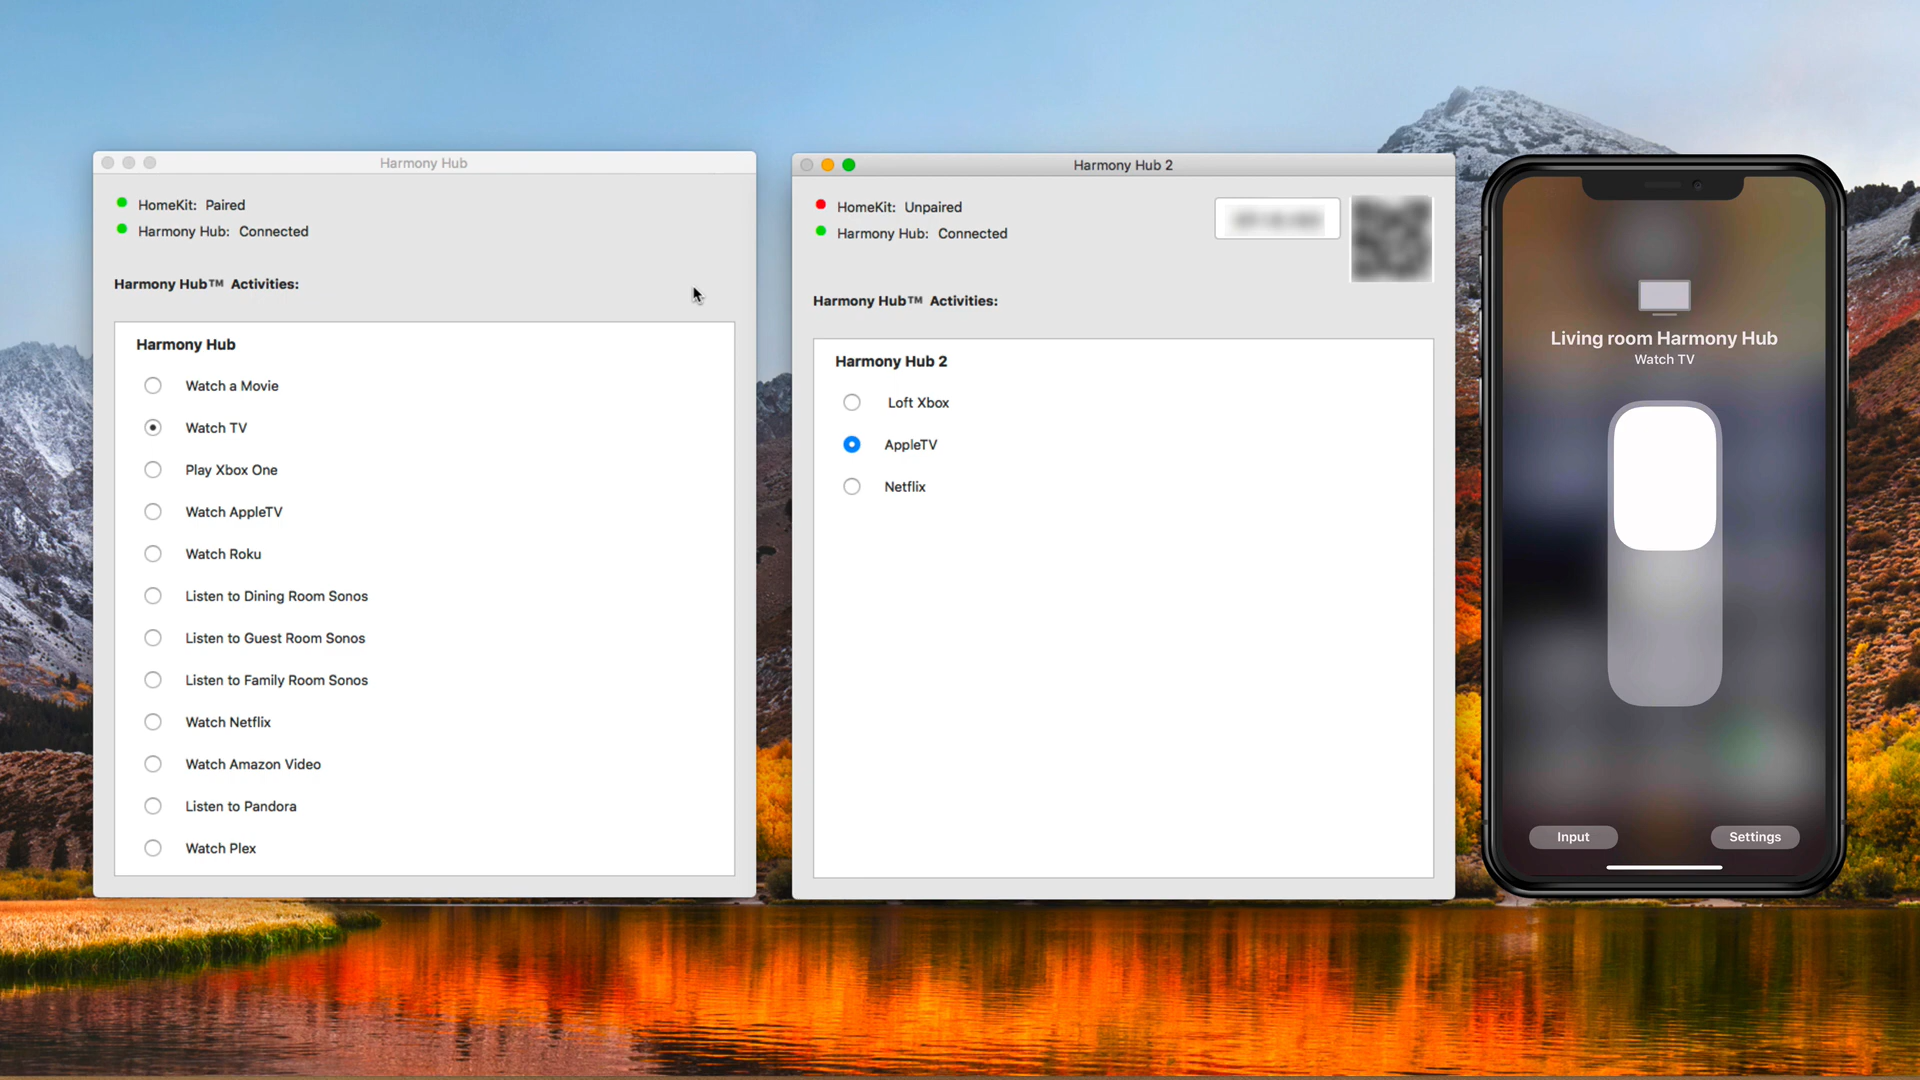 Harmony Hub
HomeKit: Paired
Harmony Hub: Connected
Harmony Hub™ Activities:
Harmony Hub
Watch a Movie
Watch TV
Play Xbox One
Watch AppleTV
Watch Roku
Listen to Dining Room Sonos
Listen to Guest Room Sonos
Listen to Family Room Sonos
Watch Netflix
Watch Amazon Video
Listen to Pandora
Watch Plex
Harmony Hub 2
HomeKit: Unpaired
Harmony Hub: Connected
Harmony Hub™ Activities:
Harmony Hub 2
Loft Xbox
AppleTV
Netflix
Living room Harmony Hub
Watch TV
Input
Settings